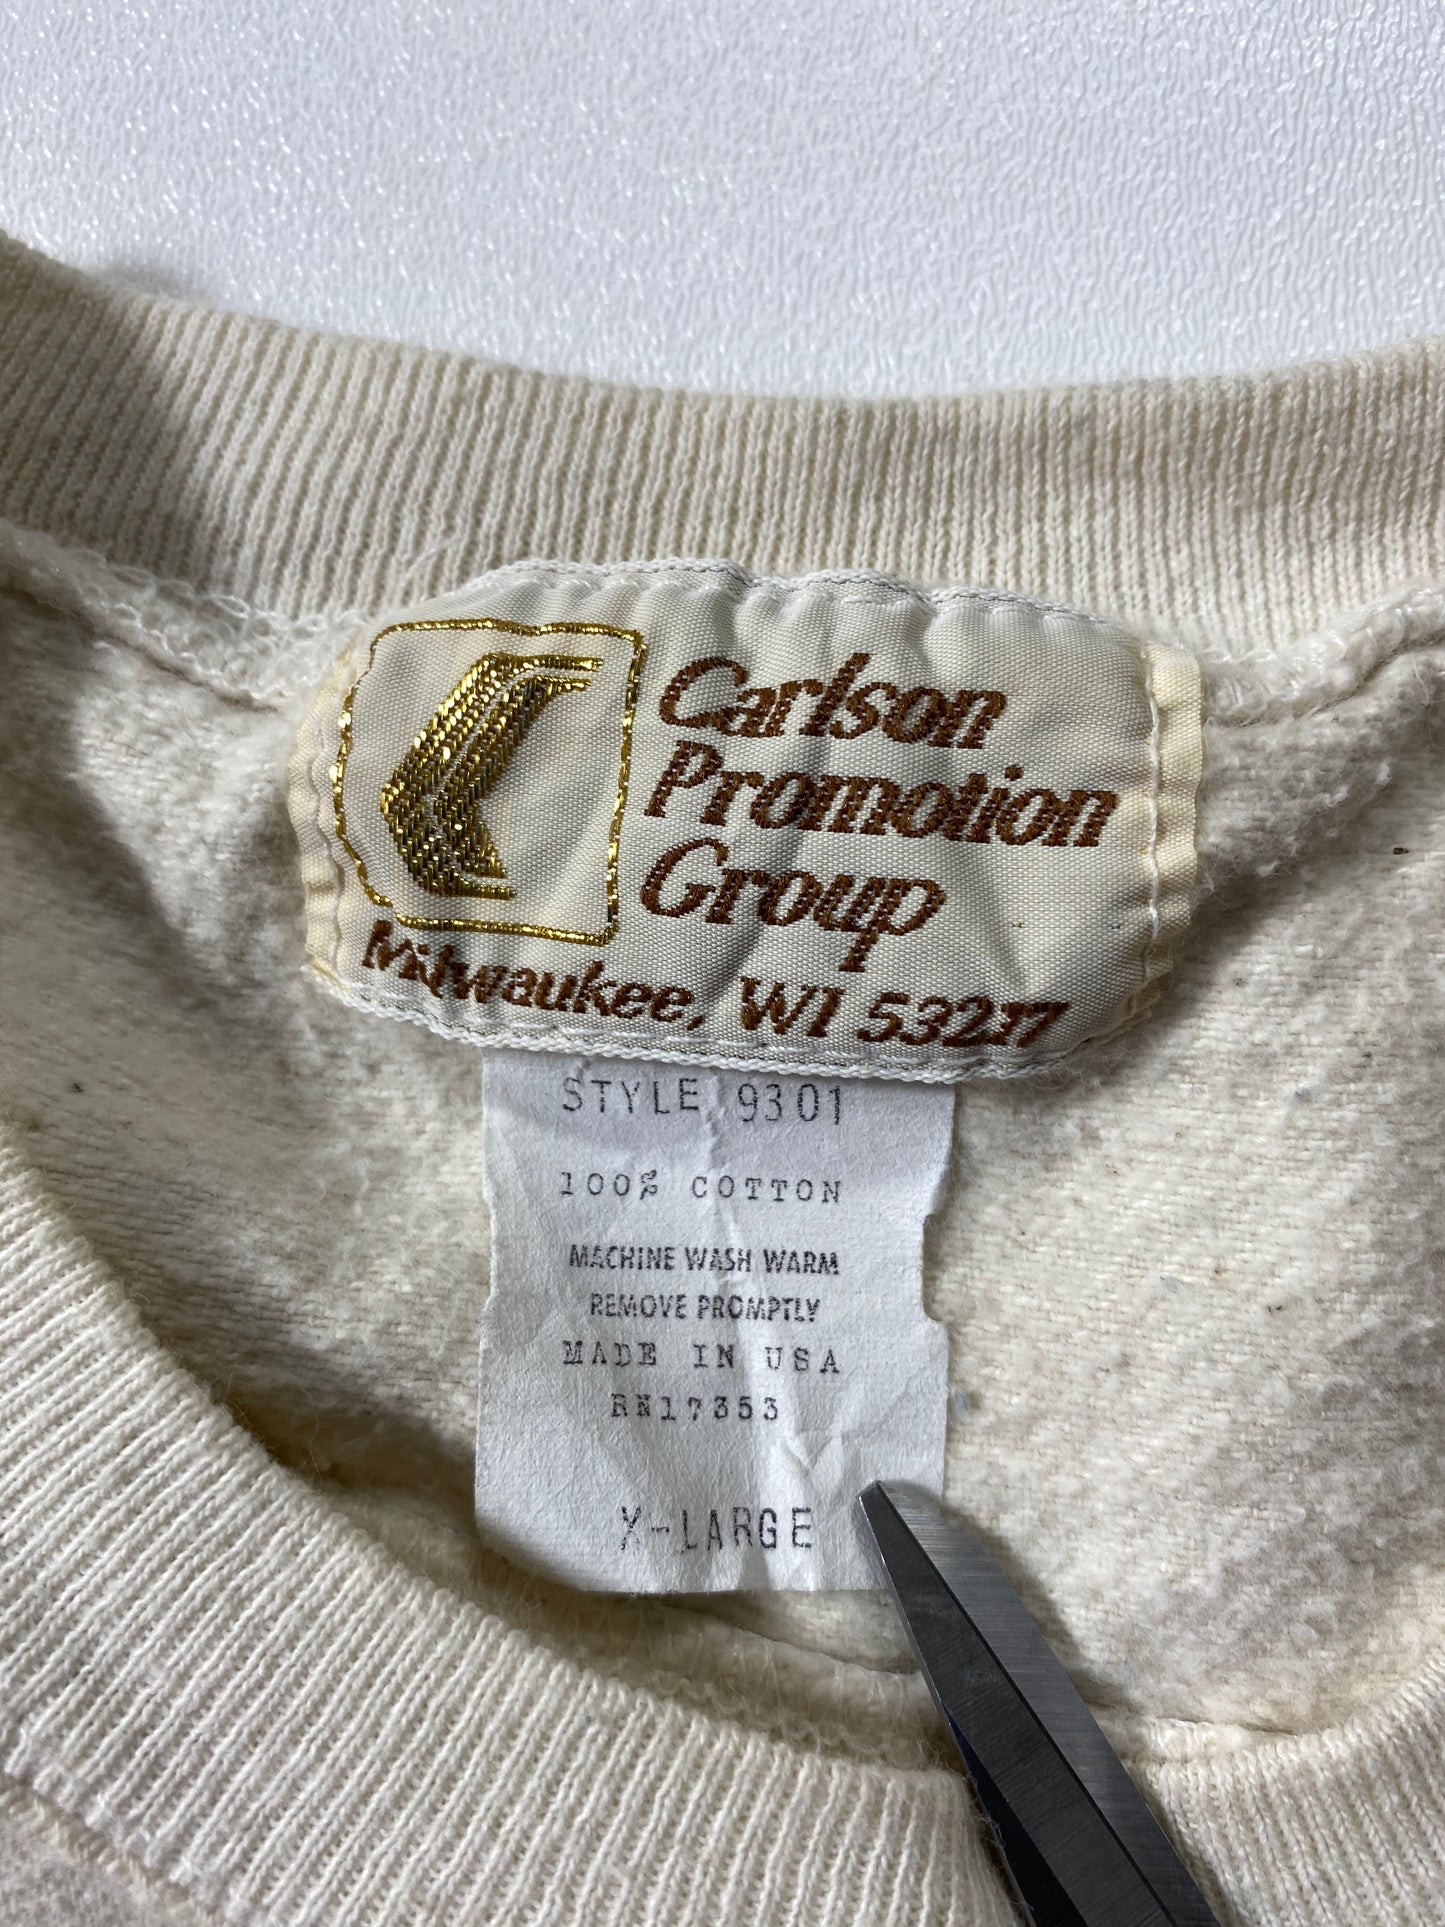 Carlson
Promotion
Group
Milwaukee, WI 53217
STYLE 9301
100% COTTON
MACHINE WASH WARM
REMOVE PROMPTLY
MADE IN USA
RN17353
X-LARGE